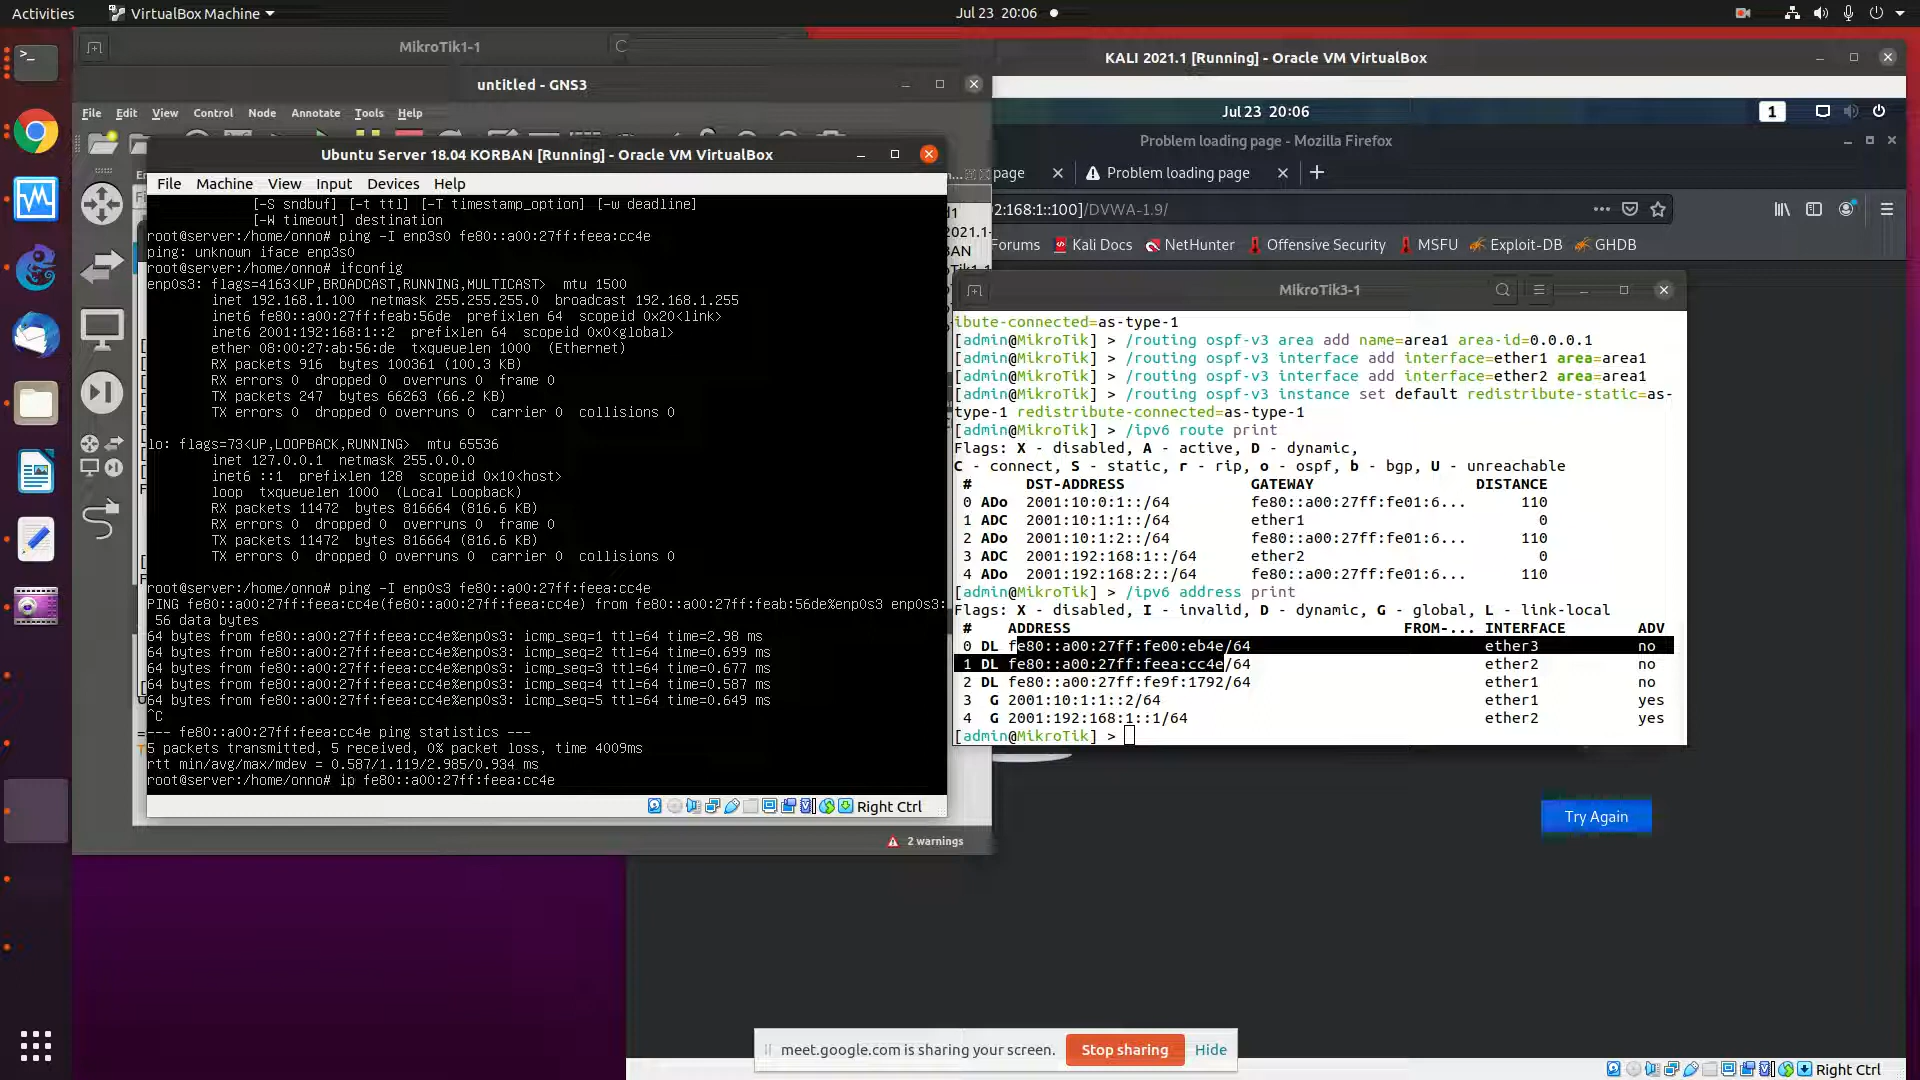 Activities
VirtualBox Machine
Jul 23 20:06
MikroTik1-1
untitled - GNS3
File Edit View Control Node Annotate Tools Help
Ubuntu Server 18.04 KORBAN [Running] - Oracle VM VirtualBox
File Machine View Input Devices Help
[-S sndbuf] [-t ttl] [-T timestamp_option] [-w deadline]
[-W timeout] destination
root@server:/home/onno# ping -I enp3s0 fe80::a00:27ff:feea:cc4e
ping: unknown iface enp3s0
root@server:/home/onno# ifconfig
enp0s3: flags=4163<UP,BROADCAST,RUNNING,MULTICAST> mtu 1500
inet 192.168.1.100 netmask 255.255.255.0 broadcast 192.168.1.255
inet6 fe80::a00:27ff:feab:56de prefixlen 64 scopeid 0x20<link>
inet6 2001:192:168:1::2 prefixlen 64 scopeid 0x0<global>
ether 08:00:27:ab:56:de txqueuelen 1000 (Ethernet)
RX packets 916 bytes 100361 (100.3 KB)
RX errors 0 dropped 0 overruns 0 frame 0
TX packets 247 bytes 66263 (66.2 KB)
TX errors 0 dropped 0 overruns 0 carrier 0 collisions 0
lo: flags=73<UP,LOOPBACK,RUNNING> mtu 65536
inet 127.0.0.1 netmask 255.0.0.0
inet6 ::1 prefixlen 128 scopeid 0x10<host>
loop txqueuelen 1000 (Local Loopback)
RX packets 11472 bytes 816664 (816.6 KB)
RX errors 0 dropped 0 overruns 0 frame 0
TX packets 11472 bytes 816664 (816.6 KB)
TX errors 0 dropped 0 overruns 0 carrier 0 collisions 0
root@server:/home/onno# ping -I enp0s3 fe80::a00:27ff:feea:cc4e
PING fe80::a00:27ff:feea:cc4e(fe80::a00:27ff:feea:cc4e) from fe80::a00:27ff:feab:56de%enp0s3 enp0s3:
56 data bytes
64 bytes from fe80::a00:27ff:feea:cc4e%enp0s3: icmp_seq=1 ttl=64 time=2.98 ms
64 bytes from fe80::a00:27ff:feea:cc4e%enp0s3: icmp_seq=2 ttl=64 time=0.699 ms
64 bytes from fe80::a00:27ff:feea:cc4e%enp0s3: icmp_seq=3 ttl=64 time=0.677 ms
64 bytes from fe80::a00:27ff:feea:cc4e%enp0s3: icmp_seq=4 ttl=64 time=0.587 ms
64 bytes from fe80::a00:27ff:feea:cc4e%enp0s3: icmp_seq=5 ttl=64 time=0.649 ms
^C
--- fe80::a00:27ff:feea:cc4e ping statistics ---
5 packets transmitted, 5 received, 0% packet loss, time 4009ms
rtt min/avg/max/mdev = 0.587/1.119/2.985/0.934 ms
root@server:/home/onno# ip fe80::a00:27ff:feea:cc4e
Right Ctrl
2 warnings
KALI 2021.1 [Running] - Oracle VM VirtualBox
Jul 23 20:06
1
Problem loading page - Mozilla Firefox
page
Problem loading page
2:168:1::100]/DVWA-1.9/
Forums Kali Docs NetHunter Offensive Security MSFU Exploit-DB GHDB
MikroTik3-1
ibute-connected=as-type-1
[admin@MikroTik] > /routing ospf-v3 area add name=area1 area-id=0.0.0.1
[admin@MikroTik] > /routing ospf-v3 interface add interface=ether1 area=area1
[admin@MikroTik] > /routing ospf-v3 interface add interface=ether2 area=area1
[admin@MikroTik] > /routing ospf-v3 instance set default redistribute-static=as-
type-1 redistribute-connected=as-type-1
[admin@MikroTik] > /ipv6 route print
Flags: X - disabled, A - active, D - dynamic,
C - connect, S - static, r - rip, o - ospf, b - bgp, U - unreachable
# DST-ADDRESS GATEWAY DISTANCE
0 ADo 2001:10:0:1::/64 fe80::a00:27ff:fe01:6... 110
1 ADC 2001:10:1:1::/64 ether1 0
2 ADo 2001:10:1:2::/64 fe80::a00:27ff:fe01:6... 110
3 ADC 2001:192:168:1::/64 ether2 0
4 ADo 2001:192:168:2::/64 fe80::a00:27ff:fe01:6... 110
[admin@MikroTik] > /ipv6 address print
Flags: X - disabled, I - invalid, D - dynamic, G - global, L - link-local
# ADDRESS FROM-... INTERFACE ADV
0 DL fe80::a00:27ff:fe00:eb4e/64 ether3 no
1 DL fe80::a00:27ff:feea:cc4e/64 ether2 no
2 DL fe80::a00:27ff:fe9f:1792/64 ether1 no
3 G 2001:10:1:1::2/64 ether1 yes
4 G 2001:192:168:1::1/64 ether2 yes
[admin@MikroTik] >
Try Again
meet.google.com is sharing your screen.
Stop sharing
Hide
Right Ctrl